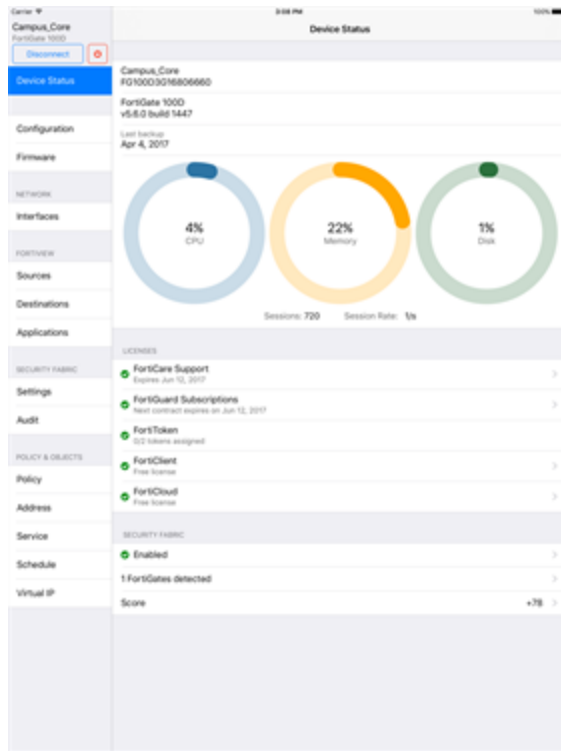 Carrier
3:08 PM
100%
Campus_Core
FortiGate 100D
Disconnect
Device Status
Device Status
Configuration
Firmware
NETWORK
Interfaces
FORTIVIEW
Sources
Destinations
Applications
SECURITY FABRIC
Settings
Audit
POLICY & OBJECTS
Policy
Address
Service
Schedule
Virtual IP
Campus_Core
FG100D3G16806660
FortiGate 100D
v5.6.0 build 1447
Last backup
Apr 4, 2017
4%
CPU
22%
Memory
1%
Disk
Sessions: 720 Session Rate: 1/s
LICENSES
FortiCare Support
Expires Jun 12, 2017
FortiGuard Subscriptions
Next contract expires on Jun 12, 2017
FortiToken
0/2 tokens assigned
FortiClient
Free license
FortiCloud
Free license
SECURITY FABRIC
Enabled
1 FortiGates detected
Score +78